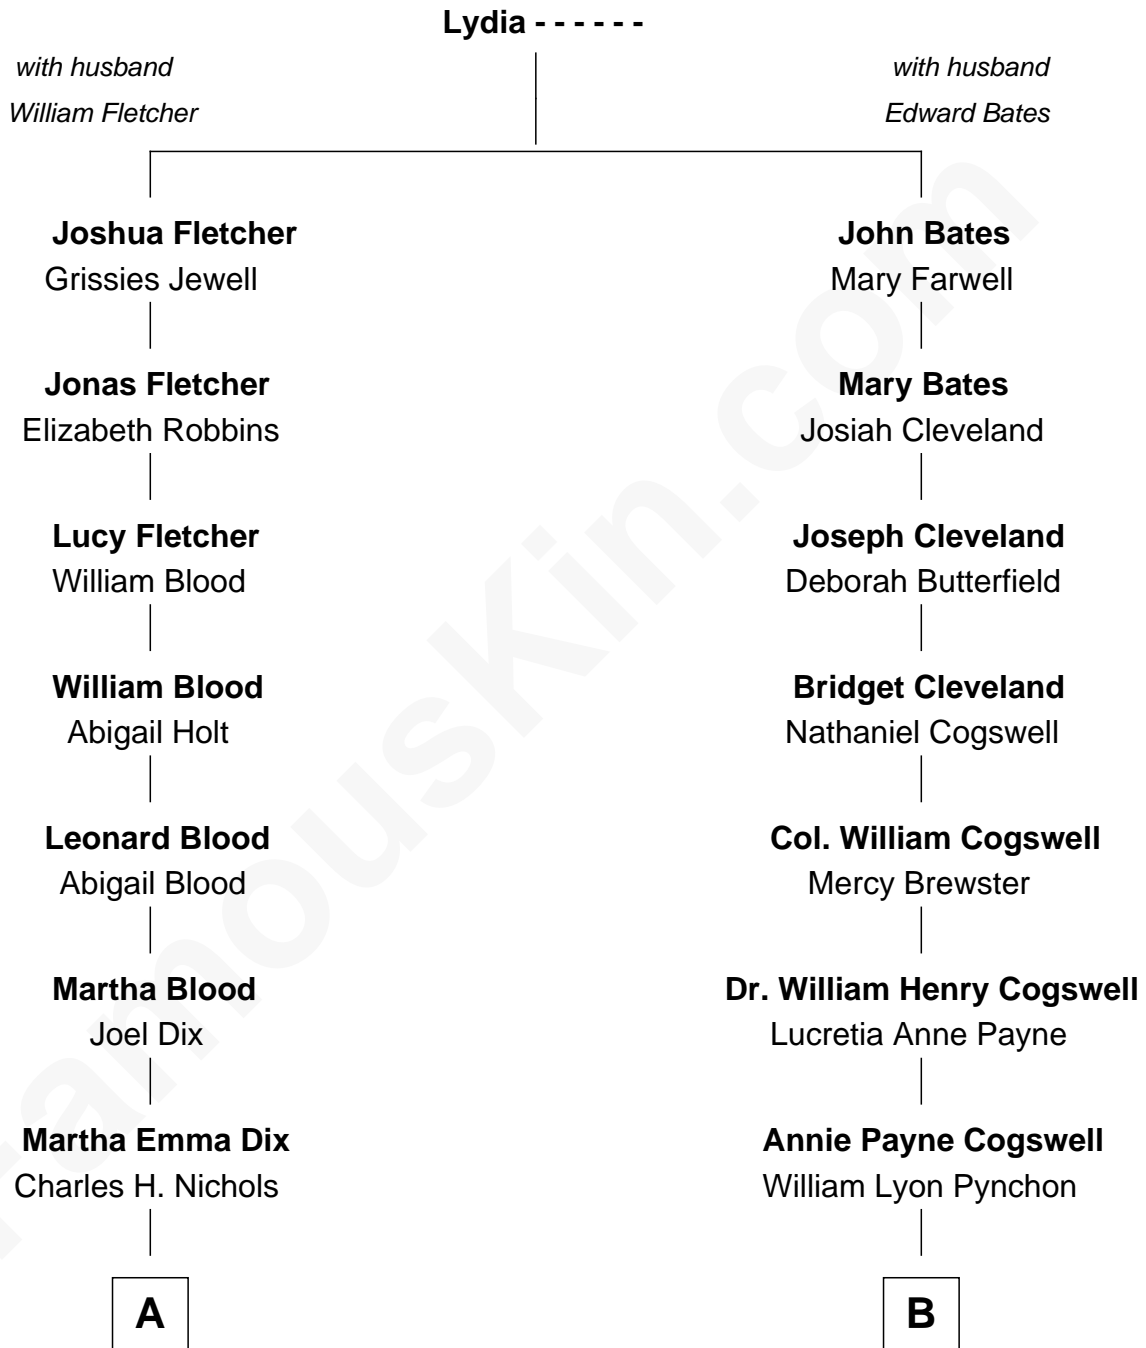 Lydia - - - - - -
with husband
William Fletcher
with husband
Edward Bates
Joshua Fletcher
Grissies Jewell
Jonas Fletcher
Elizabeth Robbins
Lucy Fletcher
William Blood
William Blood
Abigail Holt
Leonard Blood
Abigail Blood
Martha Blood
Joel Dix
Martha Emma Dix
Charles H. Nichols
A
John Bates
Mary Farwell
Mary Bates
Josiah Cleveland
Joseph Cleveland
Deborah Butterfield
Bridget Cleveland
Nathaniel Cogswell
Col. William Cogswell
Mercy Brewster
Dr. William Henry Cogswell
Lucretia Anne Payne
Annie Payne Cogswell
William Lyon Pynchon
B
FamousKin.com